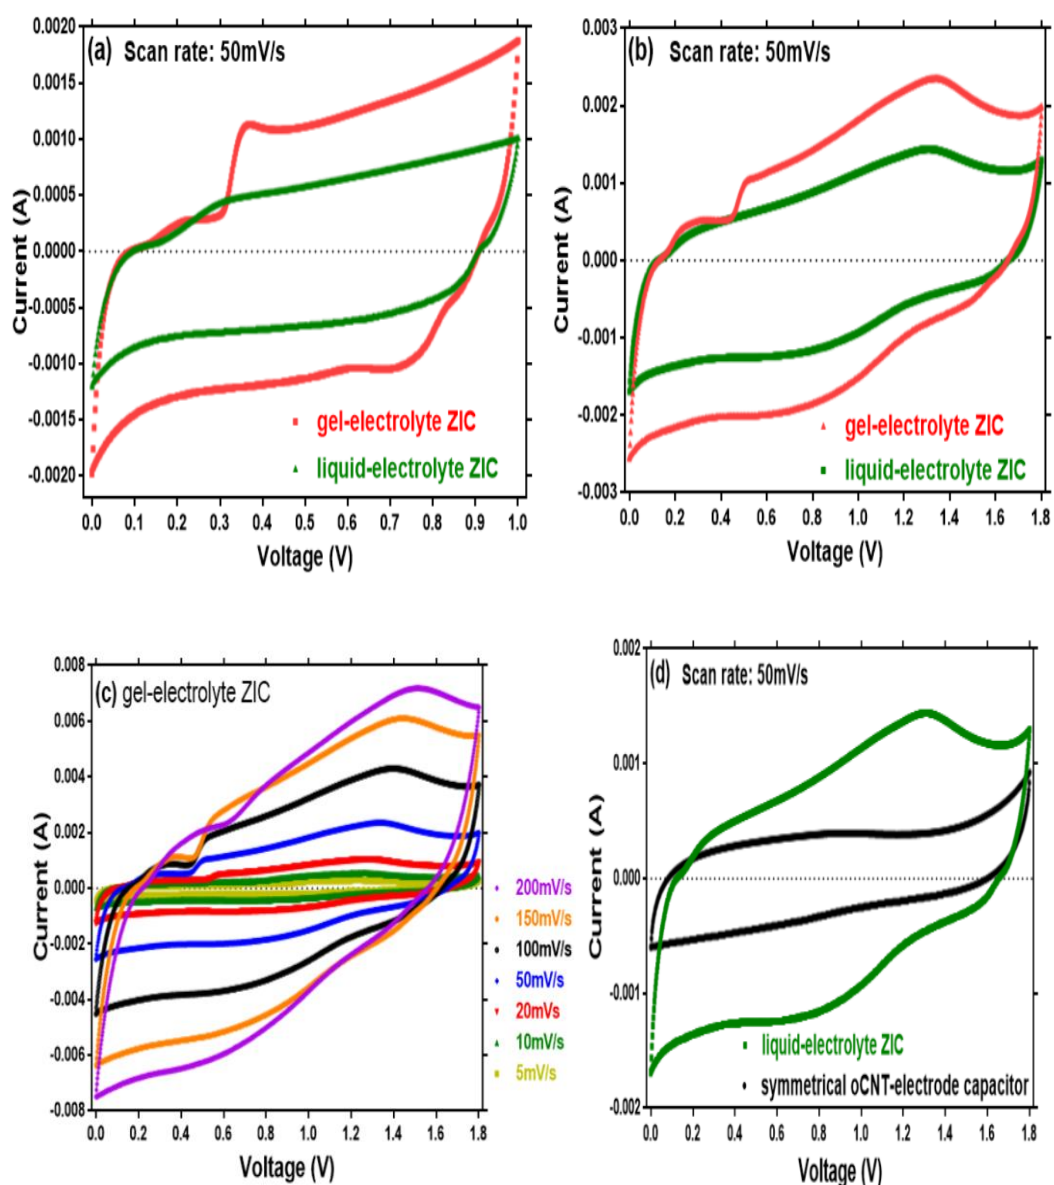 (a) Scan rate: 50mV/s
0.0020
0.0015
0.0010
0.0005
0.0000
-0.0005
-0.0010
-0.0015
-0.0020
Current (A)
gel-electrolyte ZIC
liquid-electrolyte ZIC
0.0 0.1 0.2 0.3 0.4 0.5 0.6 0.7 0.8 0.9 1.0
Voltage (V)
(b) Scan rate: 50mV/s
0.003
0.002
0.001
0.000
-0.001
-0.002
-0.003
Current (A)
gel-electrolyte ZIC
liquid-electrolyte ZIC
0.0 0.2 0.4 0.6 0.8 1.0 1.2 1.4 1.6 1.8
Voltage (V)
(c) gel-electrolyte ZIC
0.008
0.006
0.004
0.002
0.000
-0.002
-0.004
-0.006
-0.008
Current (A)
200mV/s
150mV/s
100mV/s
50mV/s
20mVs
10mV/s
5mV/s
0.0 0.2 0.4 0.6 0.8 1.0 1.2 1.4 1.6 1.8
Voltage (V)
(d) Scan rate: 50mV/s
0.002
0.001
0.000
-0.001
-0.002
Current (A)
liquid-electrolyte ZIC
symmetrical oCNT-electrode capacitor
0.0 0.2 0.4 0.6 0.8 1.0 1.2 1.4 1.6 1.8
Voltage (V)